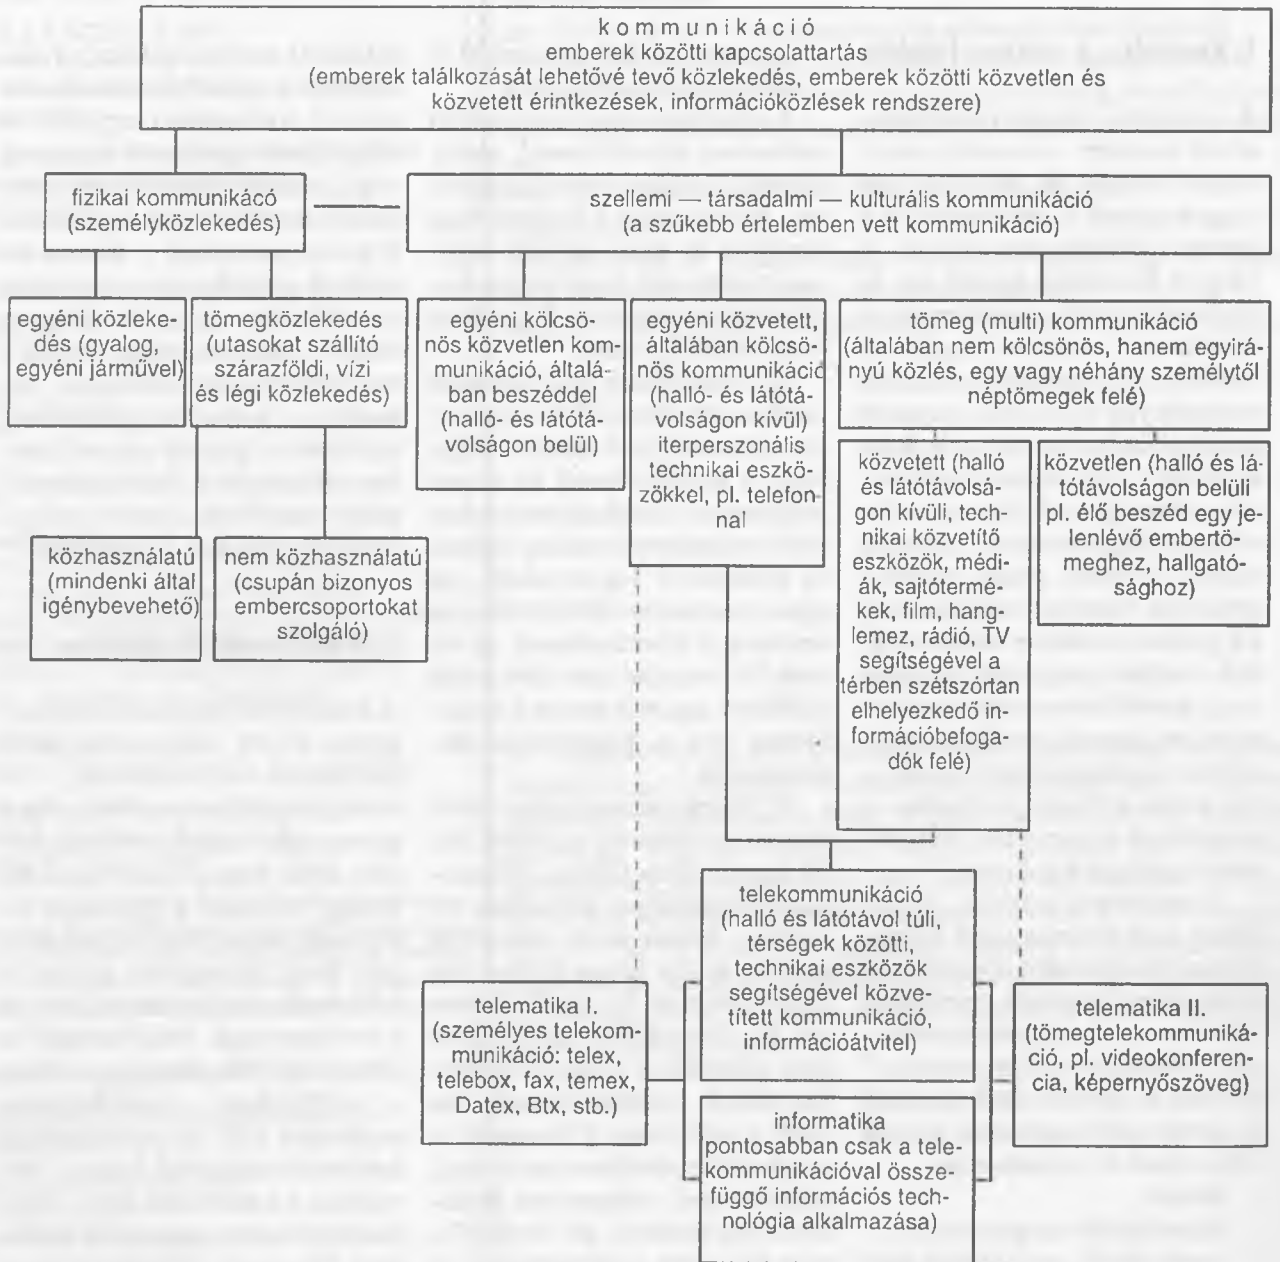 kommunikáció
emberek közötti kapcsolattartás
(emberek találkozását lehetővé tevő közlekedés, emberek közötti közvetlen és
közvetett érintkezések, információközlések rendszere)
fizikai kommunikácó
(személyközlekedés)
szellemi — társadalmi — kulturális kommunikáció
(a szűkebb értelemben vett kommunikáció)
egyéni közleke-
dés (gyalog,
egyéni járművel)
tömegközlekedés
(utasokat szállító
szárazföldi, vízi
és légi közlekedés)
egyéni kölcsö-
nös közvetlen kom-
munikáció, általá-
ban beszéddel
(halló- és látótá-
volságon belül)
egyéni közvetett,
általában kölcsö-
nös kommunikáció
(halló- és látótá-
volságon kívül)
iterperszonális
technikai eszkö-
zökkel, pl. telefon-
nal
tömeg (multi) kommunikáció
(általában nem kölcsönös, hanem egyirá-
nyú közlés, egy vagy néhány személytől
néptömegek felé)
közhasználatú
(mindenki által
igénybevehető)
nem közhasználatú
(csupán bizonyos
embercsoportokat
szolgáló)
közvetett (halló
és látótávolsá-
gon kívüli, tech-
nikai közvetítő
eszközök, médi-
ák, sajtótermé-
kek, film, hang-
lemez, rádió, TV
segítségével a
térben szétszórtan
elhelyezkedő in-
formációbefoga-
dók felé)
közvetlen (halló és lá-
tótávolságon belüli
pl. élő beszéd egy je-
lenlévő embertö-
meghez, hallgató-
sághoz)
telekommunikáció
(halló és látótávol túli,
térségek közötti,
technikai eszközök
segítségével közve-
tített kommunikáció,
információátvitel)
telematika I.
(személyes telekom-
munikáció: telex,
telebox, fax, temex,
Datex, Btx, stb.)
telematika II.
(tömegtelekommuniká-
ció, pl. videokonferen-
cia, képernyőszöveg)
informatika
pontosabban csak a tele-
kommunikációval össze-
függő információs tech-
nológia alkalmazása)